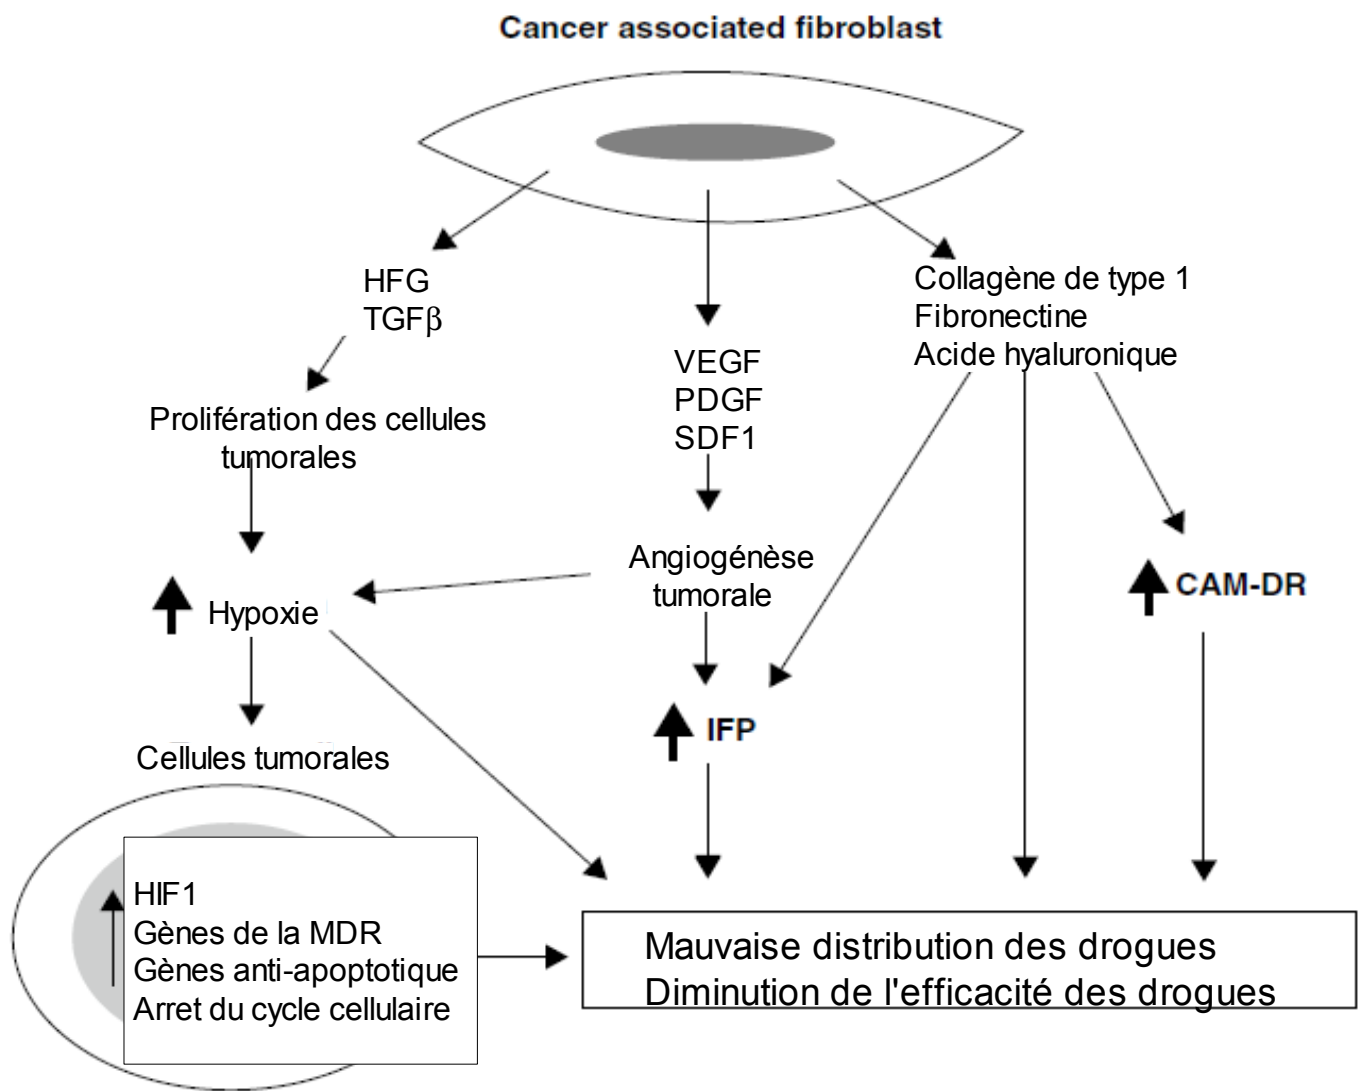 Cancer associated fibroblast
HFG
TGFβ
VEGF
PDGF
SDF1
Collagène de type 1
Fibronectine
Acide hyaluronique
Prolifération des cellules
tumorales
Angiogénèse
tumorale
Hypoxie
CAM-DR
IFP
Cellules tumorales
HIF1
Gènes de la MDR
Gènes anti-apoptotique
Arret du cycle cellulaire
Mauvaise distribution des drogues
Diminution de l'efficacité des drogues